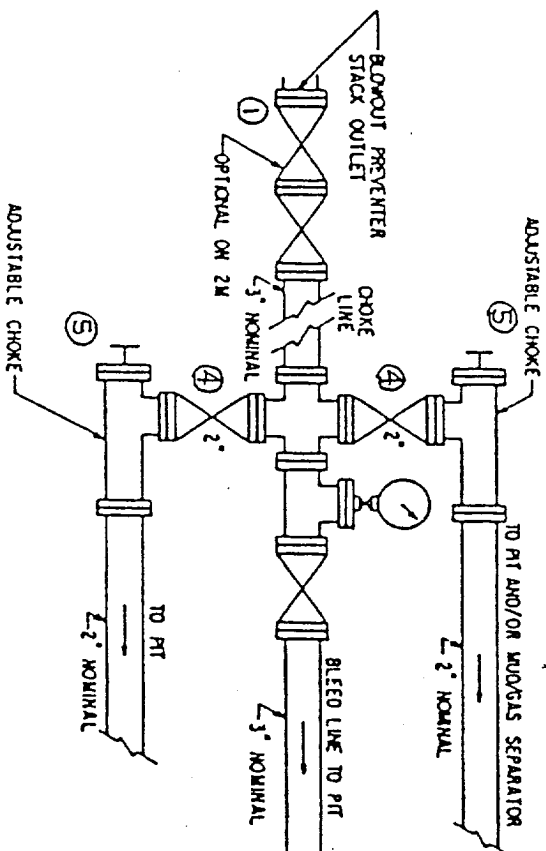 BLOWOUT PREVENTER
STACK OUTLET
1
OPTIONAL ON 2M
3" NOMINAL
CHOKE
LINE
ADJUSTABLE CHOKE
5
4
2"
TO PIT AND/OR MUD/GAS SEPARATOR
2" NOMINAL
BLEED LINE TO PIT
3" NOMINAL
ADJUSTABLE CHOKE
5
4
2"
TO PIT
2" NOMINAL